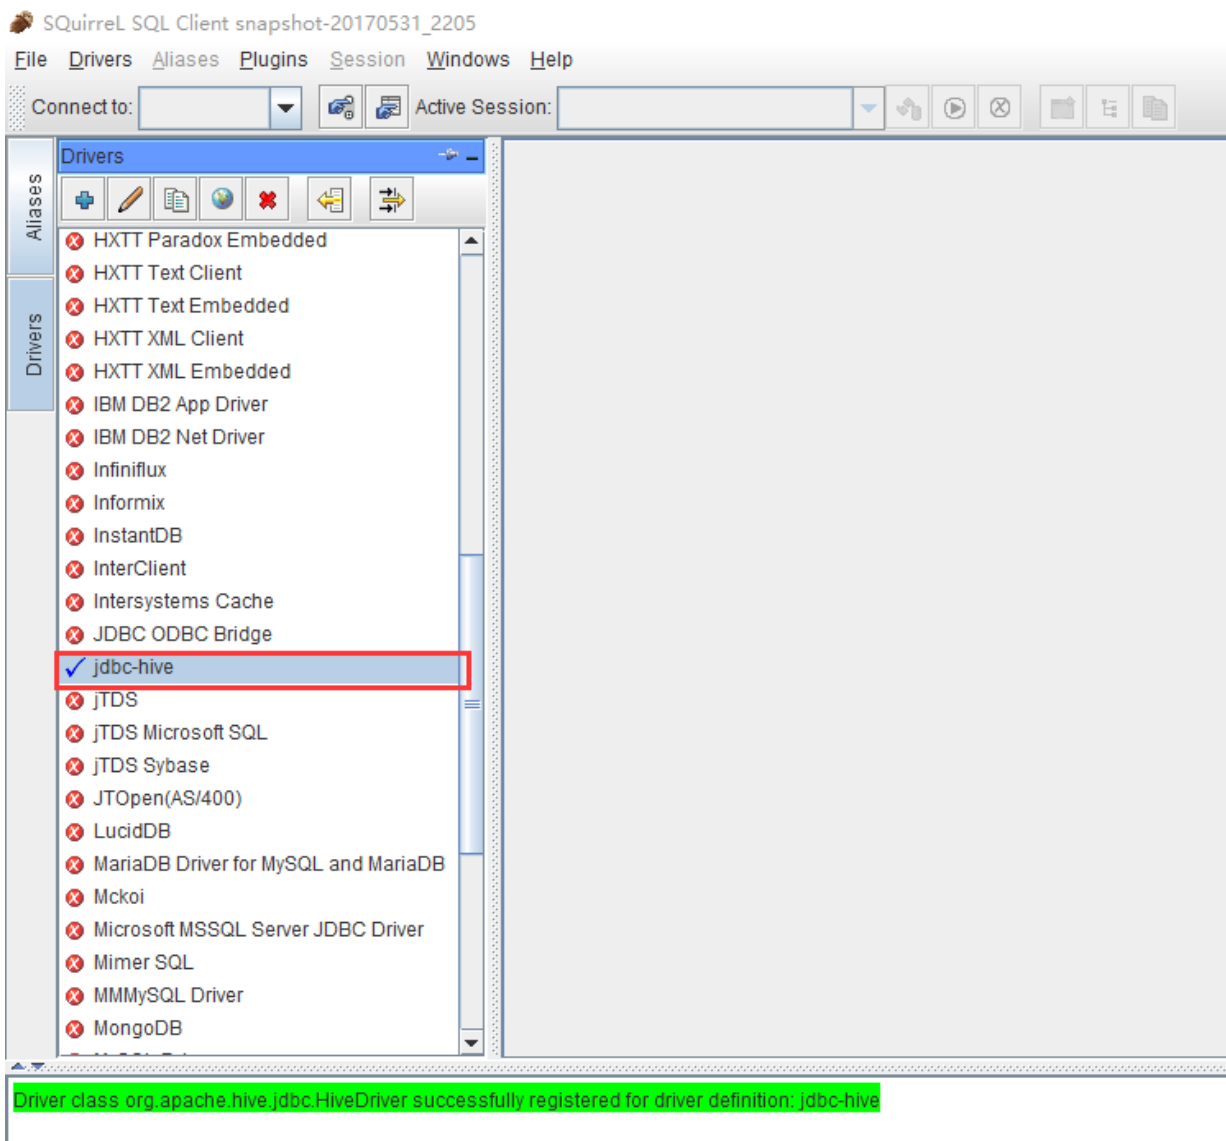 SQuirreL SQL Client snapshot-20170531_2205
File Drivers Aliases Plugins Session Windows Help
Connect to: Active Session:
Aliases
Drivers
Drivers
HXTT Paradox Embedded
HXTT Text Client
HXTT Text Embedded
HXTT XML Client
HXTT XML Embedded
IBM DB2 App Driver
IBM DB2 Net Driver
Infiniflux
Informix
InstantDB
InterClient
Intersystems Cache
JDBC ODBC Bridge
jdbc-hive
jTDS
jTDS Microsoft SQL
jTDS Sybase
JTOpen(AS/400)
LucidDB
MariaDB Driver for MySQL and MariaDB
Mckoi
Microsoft MSSQL Server JDBC Driver
Mimer SQL
MMMySQL Driver
MongoDB
Driver class org.apache.hive.jdbc.HiveDriver successfully registered for driver definition: jdbc-hive